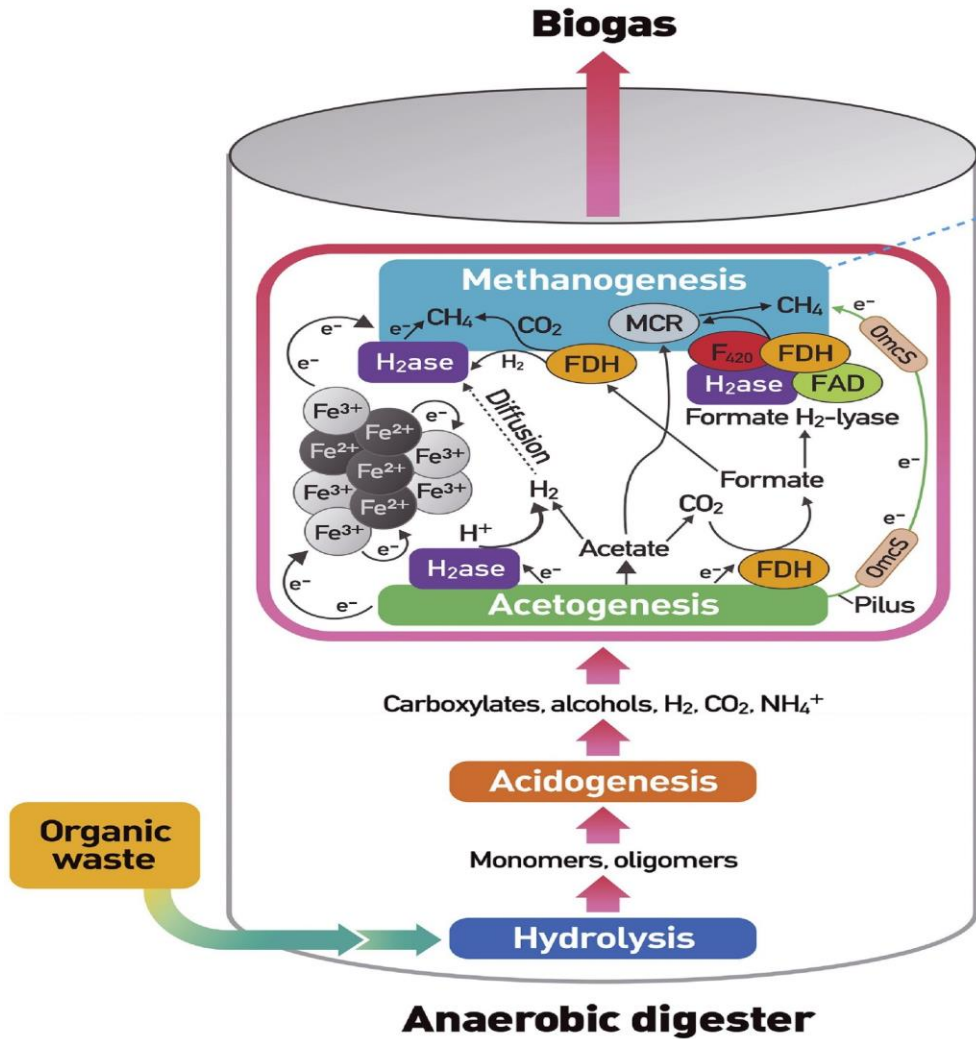 Biogas
Methanogenesis
e⁻
e⁻
CH₄
CO₂
MCR
CH₄
e⁻
OmcS
H₂ase
H₂
FDH
F₄₂₀
FDH
H₂ase
FAD
Formate H₂-lyase
Diffusion
Fe³⁺
e⁻
Fe²⁺
Fe²⁺
Fe³⁺
Fe²⁺
Fe³⁺
Fe³⁺
Fe²⁺
Fe³⁺
e⁻
e⁻
Formate
H₂
CO₂
e⁻
H⁺
Acetate
OmcS
H₂ase
e⁻
e⁻
FDH
e⁻
e⁻
Acetogenesis
Pilus
Carboxylates, alcohols, H₂, CO₂, NH₄⁺
Acidogenesis
Organic
waste
Monomers, oligomers
Hydrolysis
Anaerobic digester